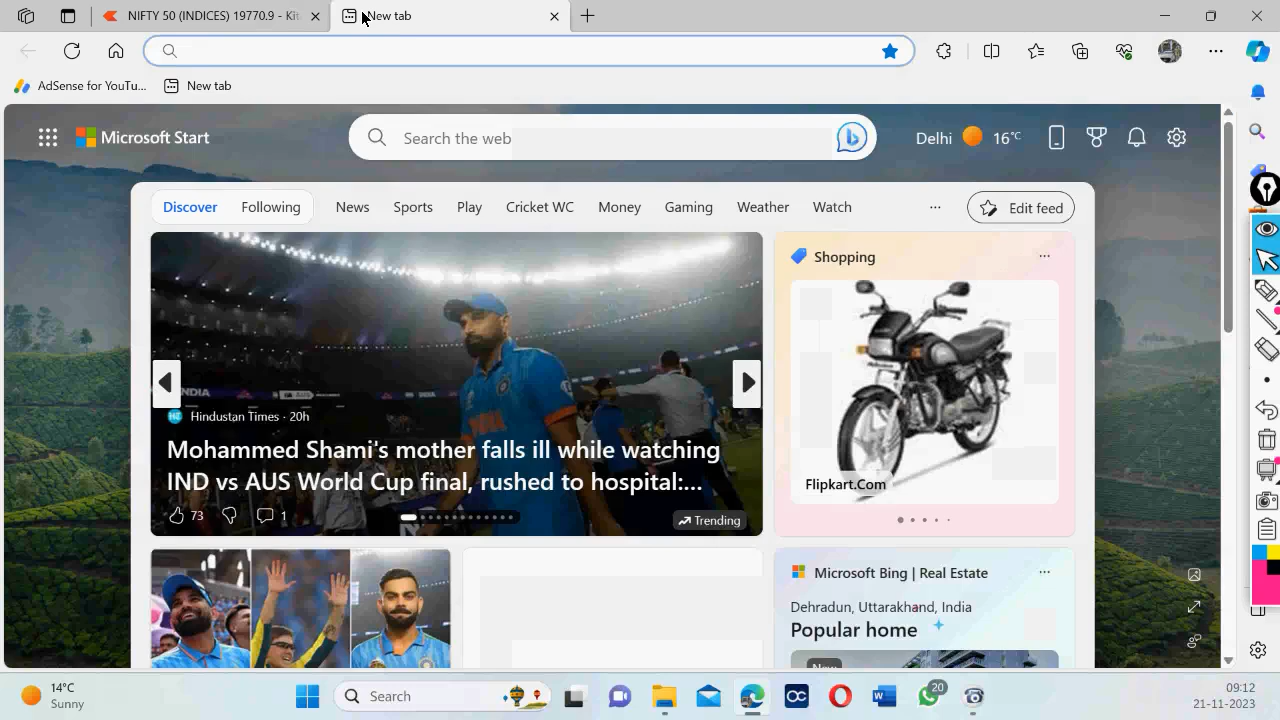 NIFTY 50 (INDICES) 19770.9 - Kit
New tab
AdSense for YouTu...
New tab
Microsoft Start
Search the web
Delhi
16°C
Discover
Following
News
Sports
Play
Cricket WC
Money
Gaming
Weather
Watch
...
Edit feed
Shopping
...
INDIA
INDIA
Hindustan Times · 20h
Mohammed Shami's mother falls ill while watching
IND vs AUS World Cup final, rushed to hospital:...
73
1
Trending
Flipkart.Com
Microsoft Bing | Real Estate
...
Dehradun, Uttarakhand, India
Popular home
New
14°C
Sunny
Search
OC
W
20
09:12
21-11-2023